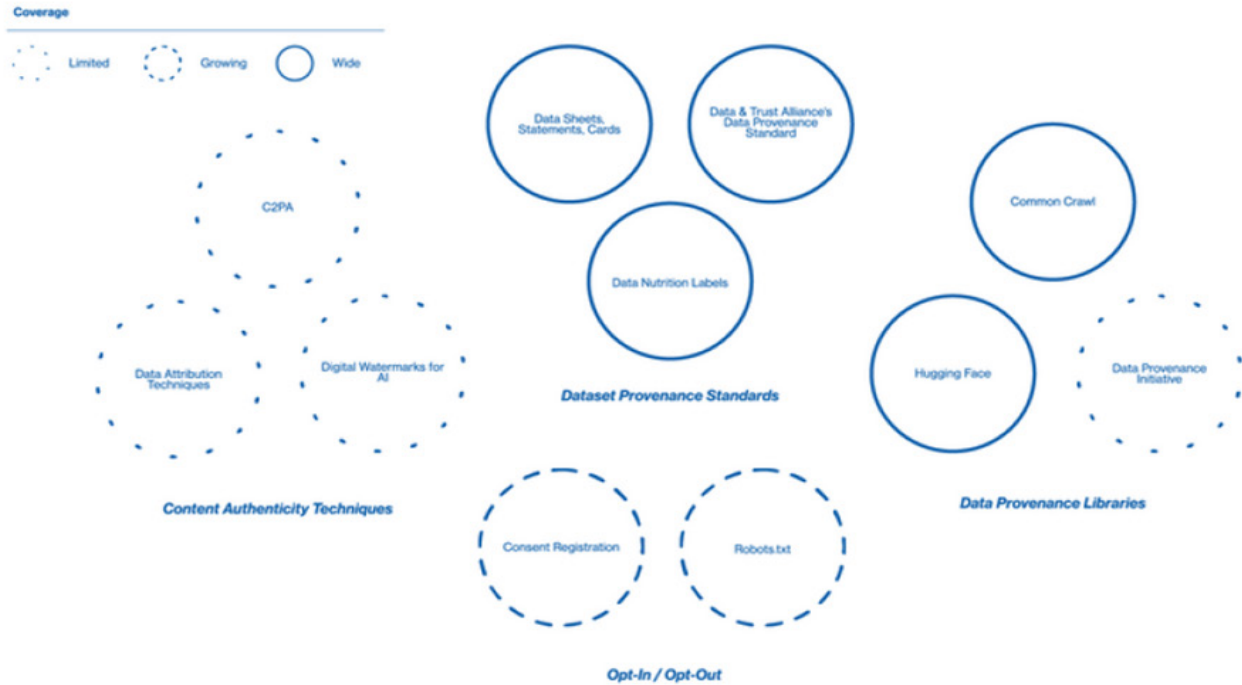 Coverage
Limited
Growing
Wide
Data Sheets,
Statements, Cards
Data & Trust Alliance's
Data Provenance
Standard
Data Nutrition Labels
Dataset Provenance Standards
C2PA
Data Attribution
Techniques
Digital Watermarks for
AI
Content Authenticity Techniques
Common Crawl
Hugging Face
Data Provenance
Initiative
Data Provenance Libraries
Consent Registration
Robots.txt
Opt-In / Opt-Out